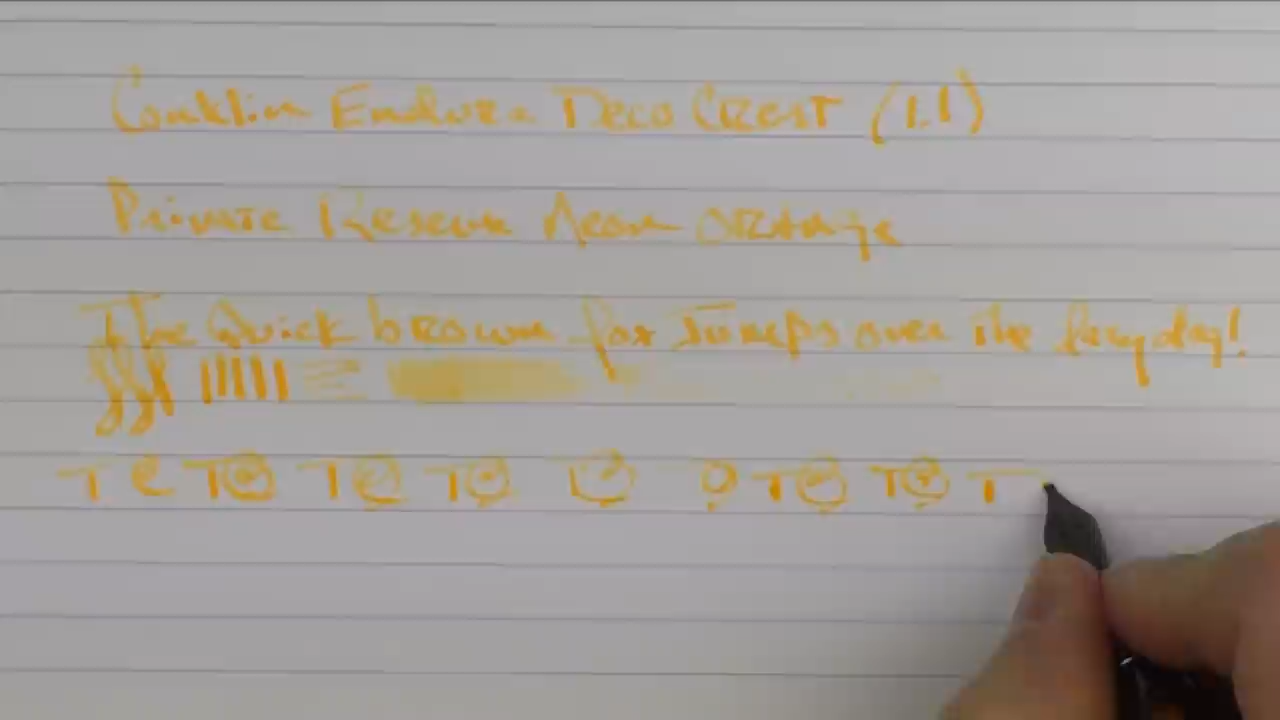 Conklin Endura Deco Crest (1.1)
Private Reserve Neon Orange
The Quick brown fox Jumps over The lazy dog!